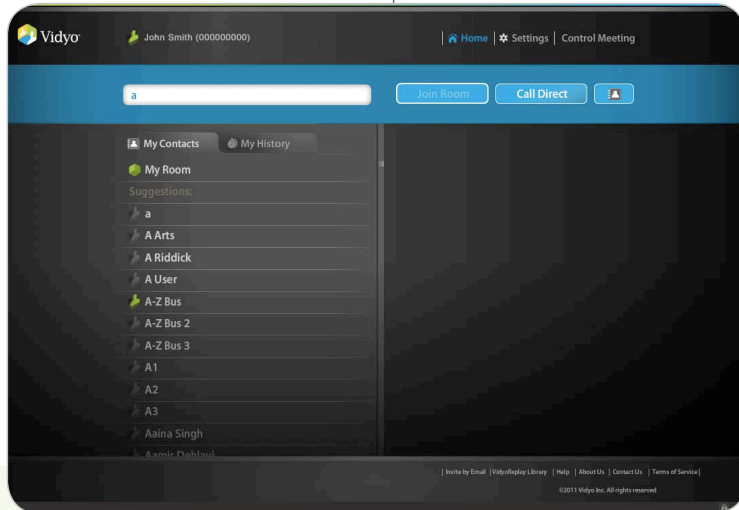 Vidyo
John Smith (000000000)
| Home | Settings | Control Meeting
a
Join Room
Call Direct
My Contacts
My History
My Room
Suggestions:
a
A Arts
A Riddick
A User
A-Z Bus
A-Z Bus 2
A-Z Bus 3
A1
A2
A3
Aaina Singh
Aamir Dehlavi
| Invite by Email | VidyoReplay Library | Help | About Us | Contact Us | Terms of Service |
©2011 Vidyo Inc, All rights reserved